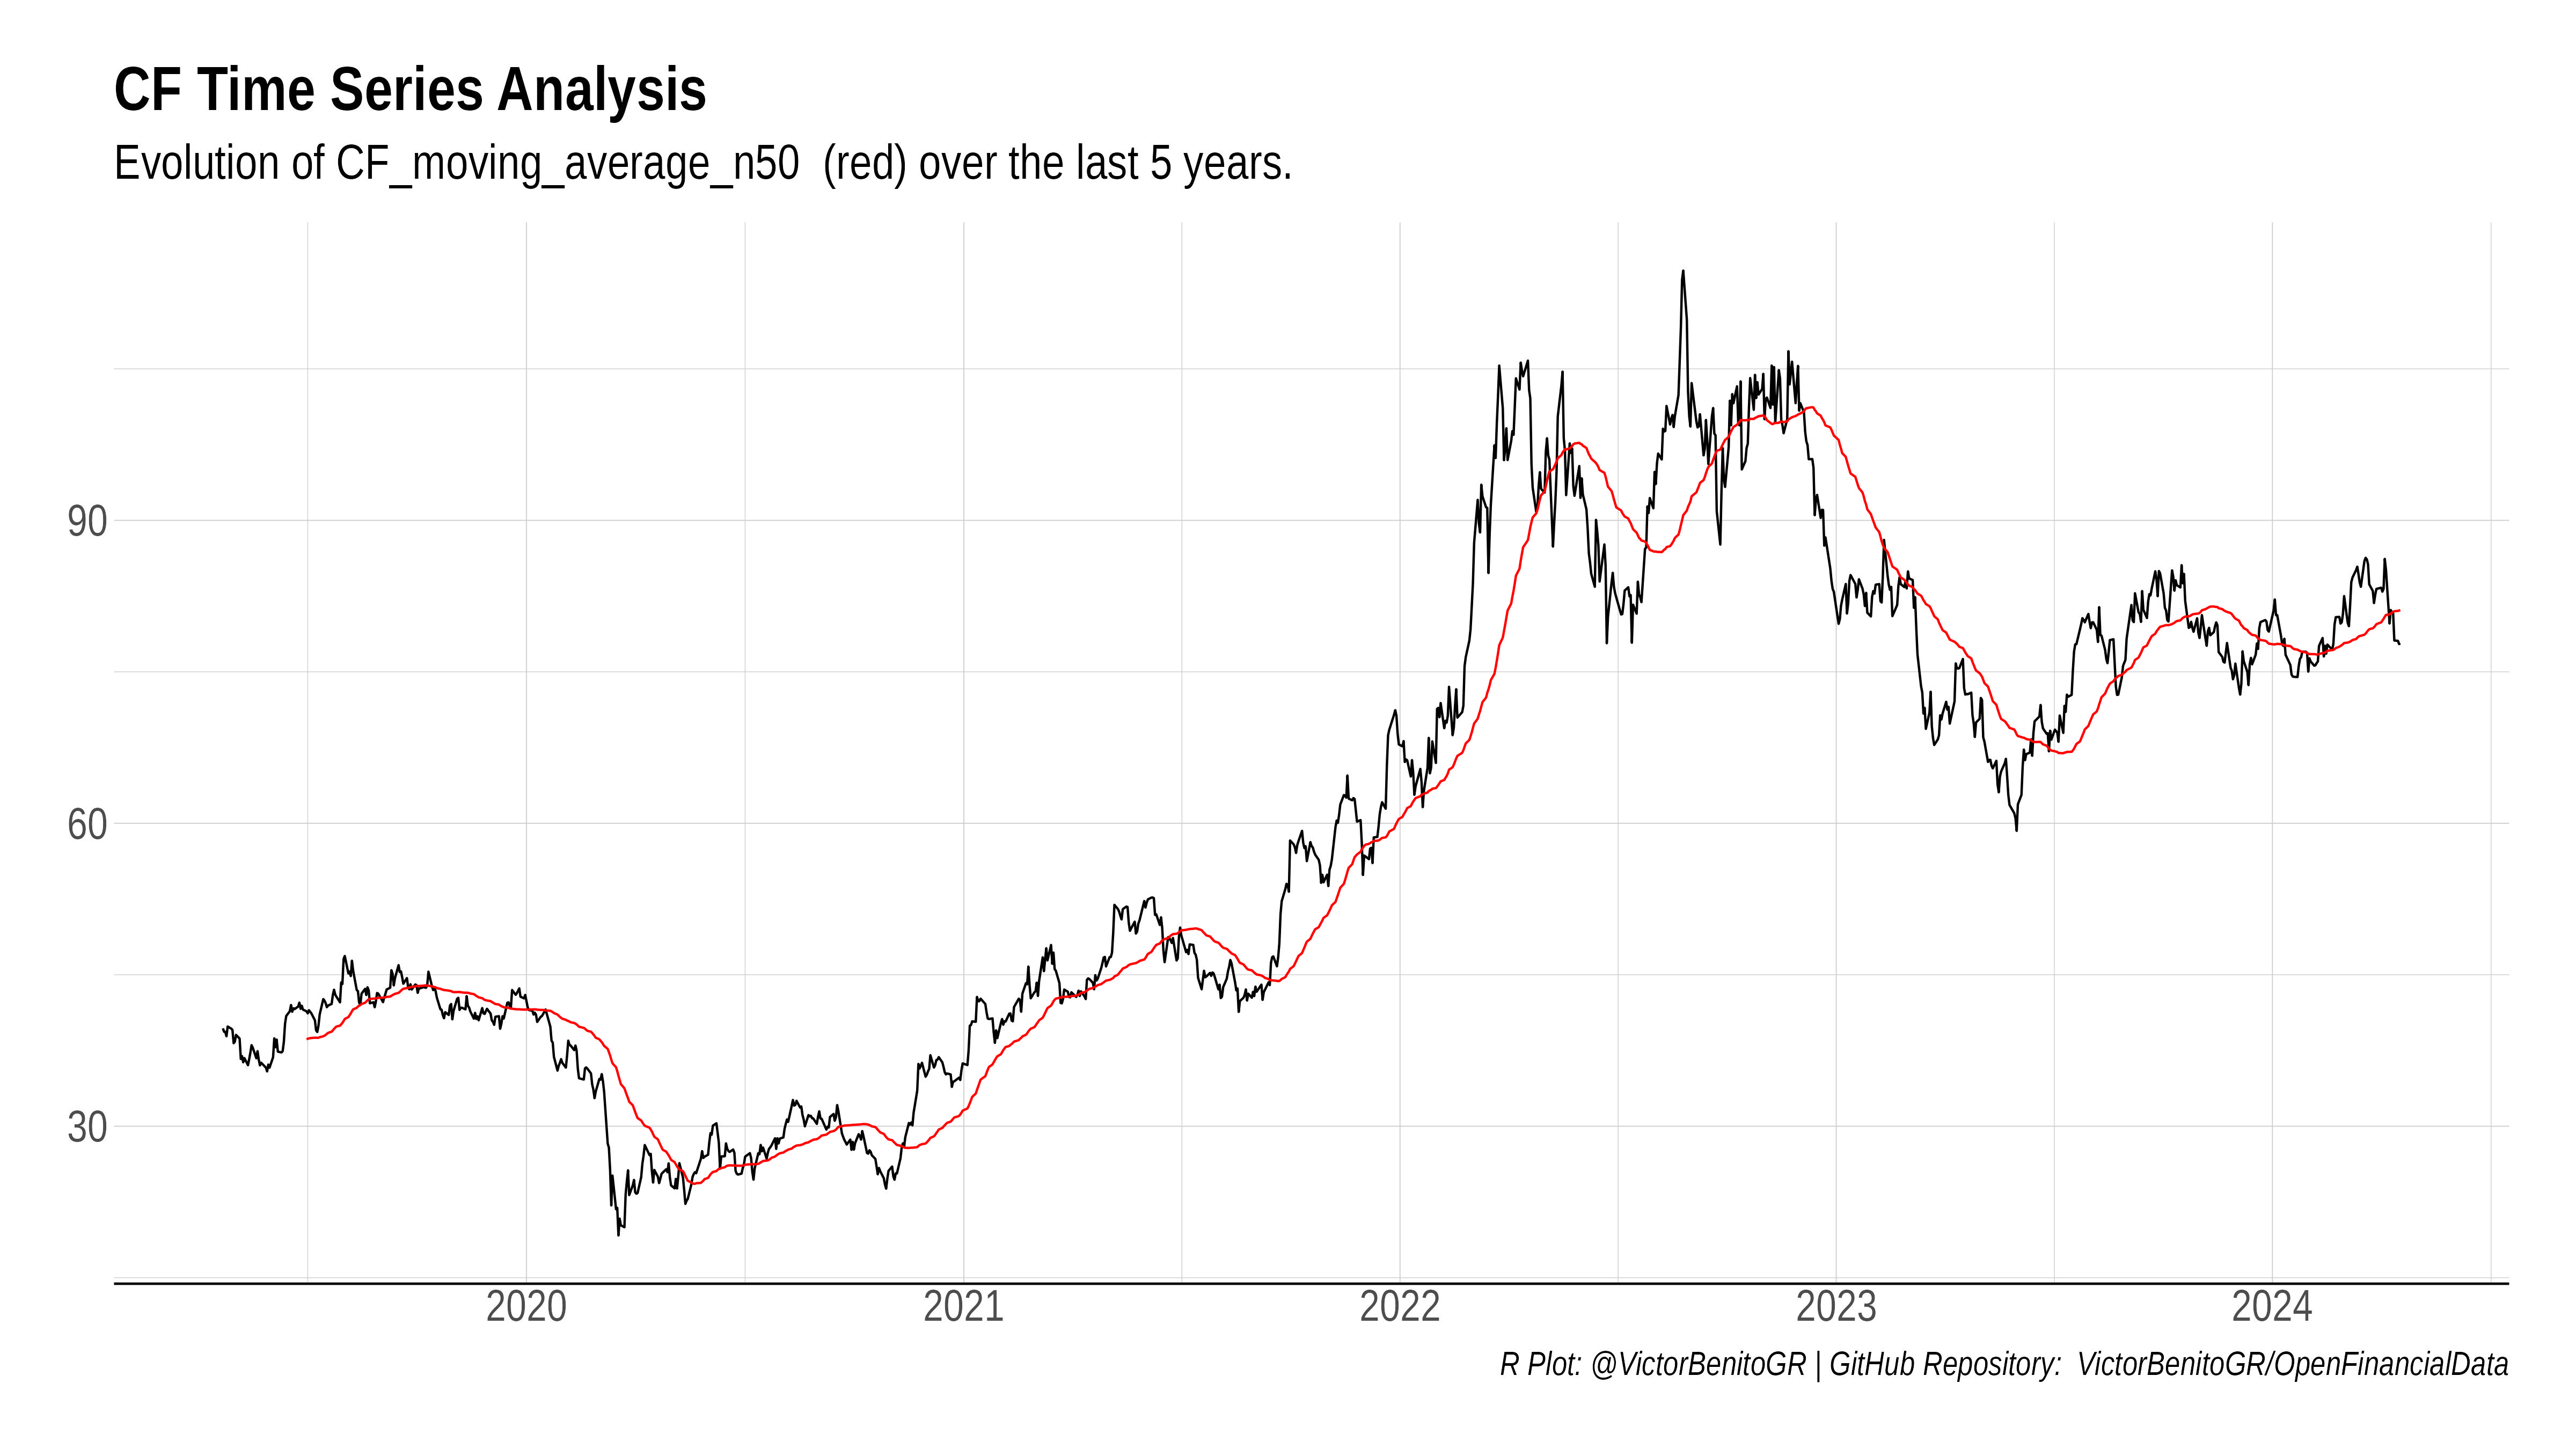 CF Time Series Analysis
Evolution of CF_moving_average_n50  (red) over the last 5 years.
90
60
30
2020 2021 2022 2023 2024
R Plot: @VictorBenitoGR | GitHub Repository:  VictorBenitoGR/OpenFinancialData